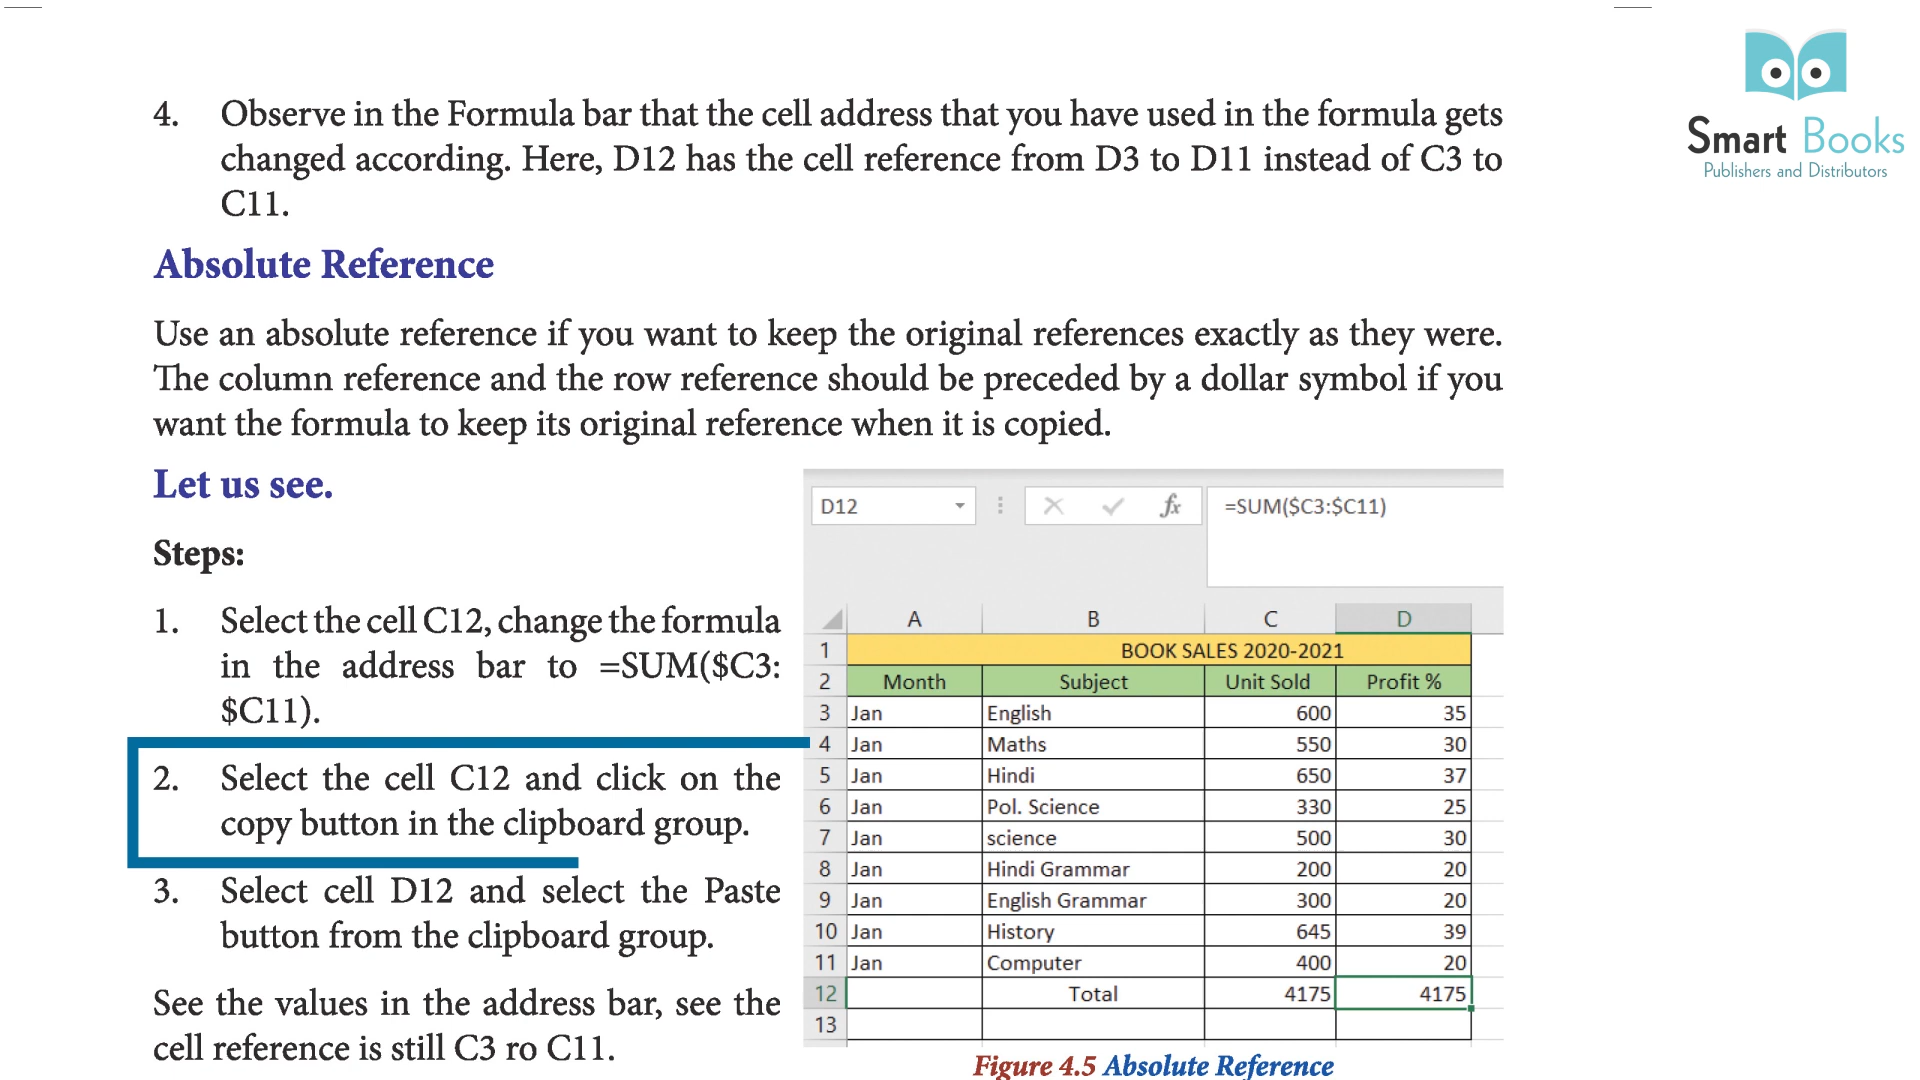 Smart Books
Publishers and Distributors
4. Observe in the Formula bar that the cell address that you have used in the formula gets
changed according. Here, D12 has the cell reference from D3 to D11 instead of C3 to
C11.
Absolute Reference
Use an absolute reference if you want to keep the original references exactly as they were.
The column reference and the row reference should be preceded by a dollar symbol if you
want the formula to keep its original reference when it is copied.
Let us see.
Steps:
1. Select the cell C12, change the formula
in the address bar to =SUM($C3:
$C11).
2. Select the cell C12 and click on the
copy button in the clipboard group.
3. Select cell D12 and select the Paste
button from the clipboard group.
See the values in the address bar, see the
cell reference is still C3 ro C11.
D12 fx =SUM($C3:$C11)
A B C D
1 BOOK SALES 2020-2021
2 Month Subject Unit Sold Profit %
3 Jan English 600 35
4 Jan Maths 550 30
5 Jan Hindi 650 37
6 Jan Pol. Science 330 25
7 Jan science 500 30
8 Jan Hindi Grammar 200 20
9 Jan English Grammar 300 20
10 Jan History 645 39
11 Jan Computer 400 20
12 Total 4175 4175
13
Figure 4.5 Absolute Reference